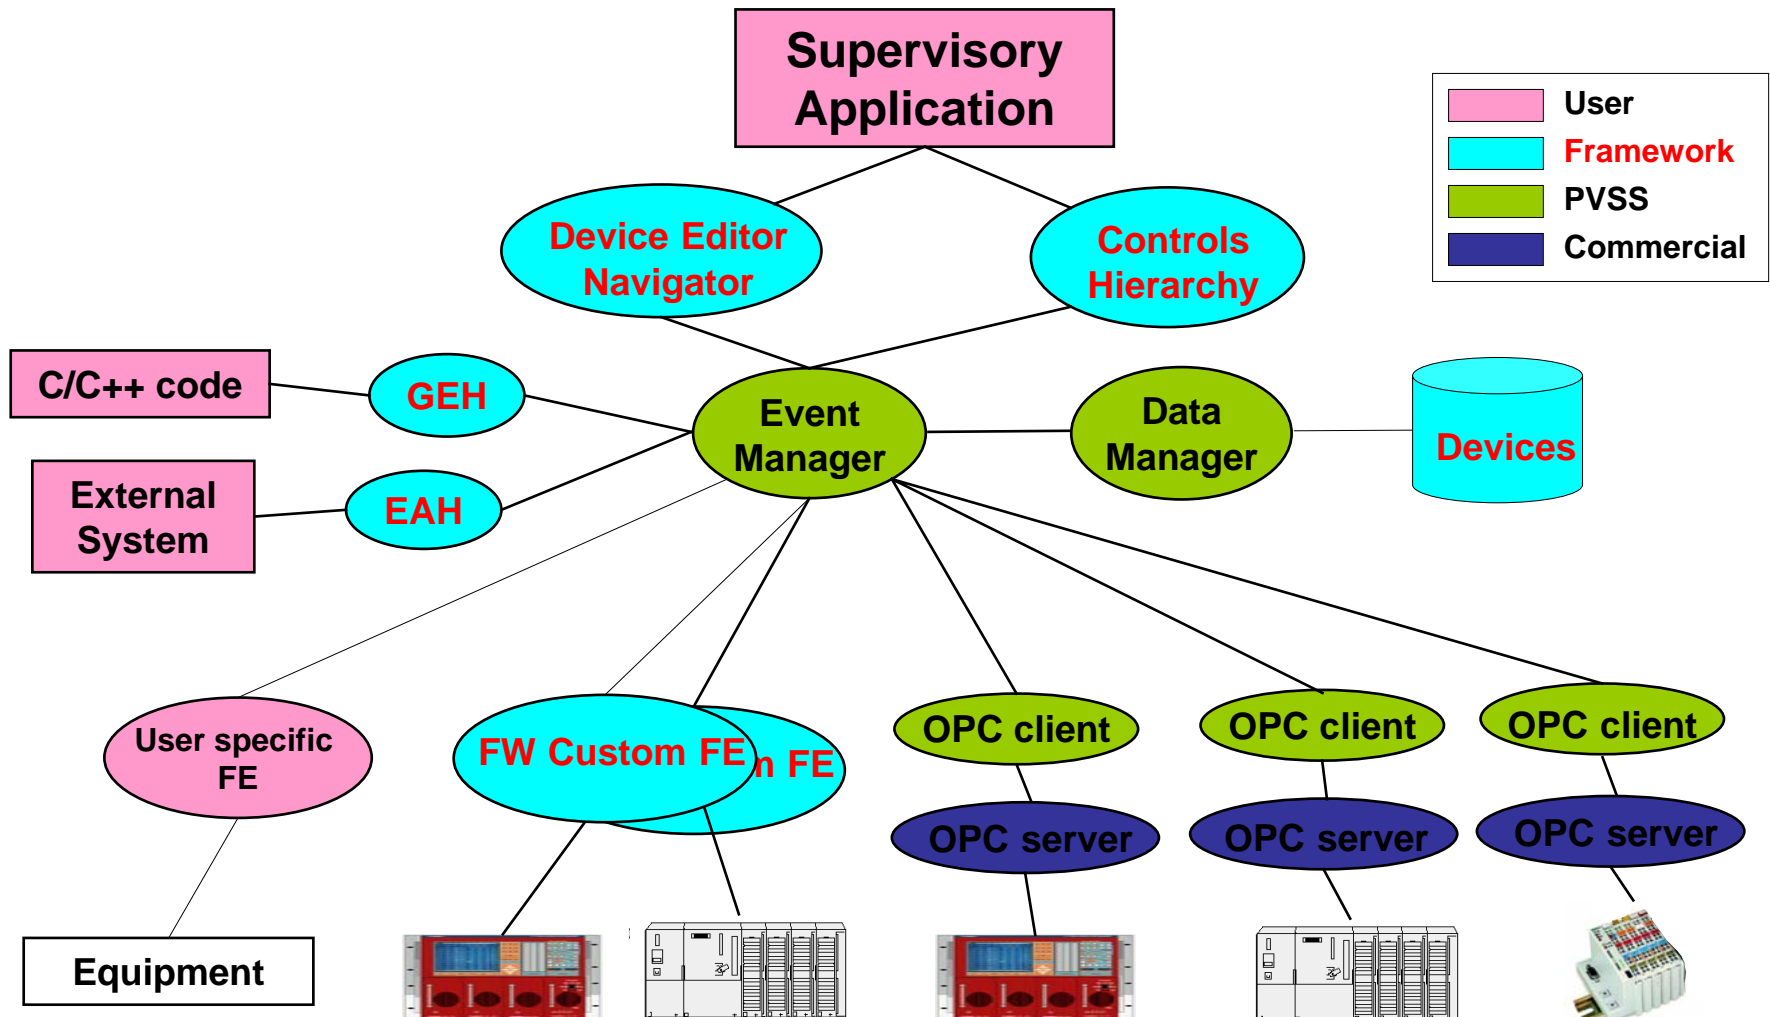 Supervisory
Application
User
Framework
PVSS
Commercial
Device Editor
Navigator
Controls
Hierarchy
C/C++ code
GEH
Event
Manager
Data
Manager
Devices
External
System
EAH
User specific
FE
FW Custom FE
m FE
OPC client
OPC client
OPC client
OPC server
OPC server
OPC server
Equipment